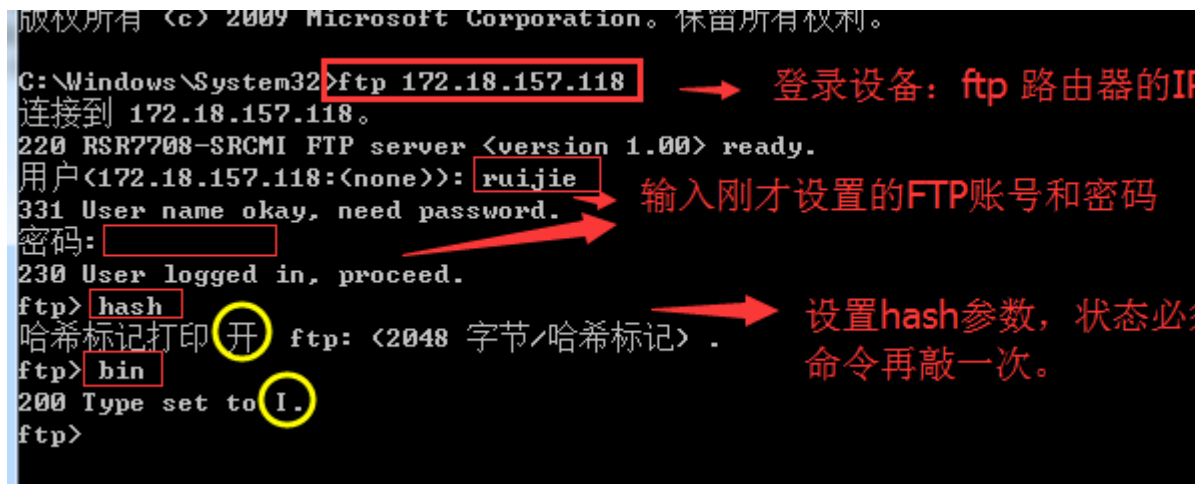 版权所有 (c) 2009 Microsoft Corporation。保留所有权利。
C:\Windows\System32>ftp 172.18.157.118
登录设备：ftp 路由器的IP
连接到 172.18.157.118。
220 RSR7708-SRCMI FTP server (version 1.00) ready.
用户(172.18.157.118:(none)): ruijie
输入刚才设置的FTP账号和密码
331 User name okay, need password.
密码:
230 User logged in, proceed.
ftp> hash
设置hash参数，状态必
哈希标记打印 开 ftp: (2048 字节/哈希标记) .
命令再敲一次。
ftp> bin
200 Type set to I.
ftp>